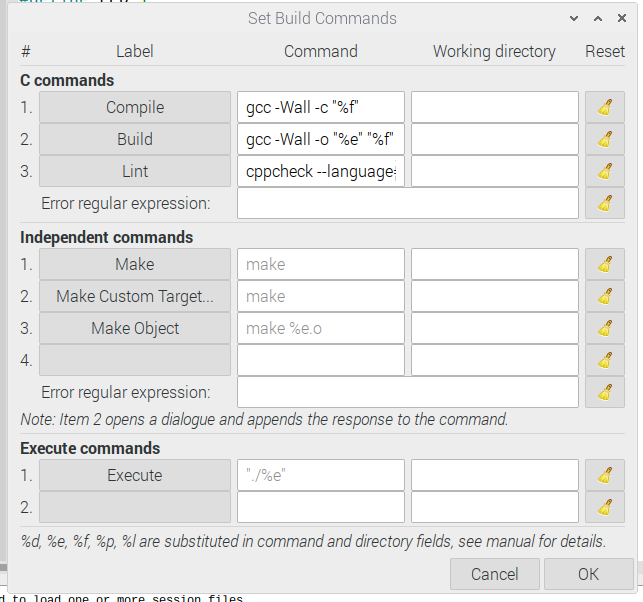 Set Build Commands
# Label Command Working directory Reset
C commands
1. Compile gcc -Wall -c "%f"
2. Build gcc -Wall -o "%e" "%f"
3. Lint cppcheck --language=
Error regular expression:
Independent commands
1. Make make
2. Make Custom Target... make
3. Make Object make %e.o
4.
Error regular expression:
Note: Item 2 opens a dialogue and appends the response to the command.
Execute commands
1. Execute "./%e"
2.
%d, %e, %f, %p, %l are substituted in command and directory fields, see manual for details.
Cancel OK
d to load one or more session files